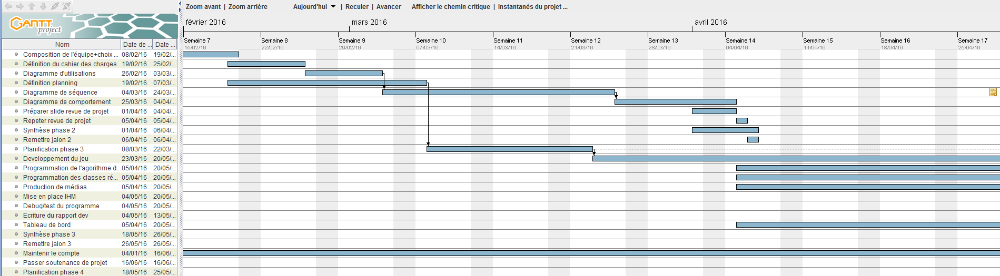 Zoom avant | Zoom arrière Aujourd'hui | Reculer | Avancer Afficher le chemin critique | Instantanés du projet ...
GANTT project
février 2016 mars 2016 avril 2016
Semaine 7 Semaine 8 Semaine 9 Semaine 10 Semaine 11 Semaine 12 Semaine 13 Semaine 14 Semaine 15 Semaine 16 Semaine 17
15/02/16 22/02/16 29/02/16 07/03/16 14/03/16 21/03/16 28/03/16 04/04/16 11/04/16 18/04/16 25/04/16
Nom Date de ... Date ...
Composition de l'équipe+choix ... 08/02/16 19/02/...
Définition du cahier des charges 19/02/16 25/02/...
Diagramme d'utilisations 26/02/16 03/03/...
Définition planning 19/02/16 07/03/...
Diagramme de séquence 04/03/16 24/03/...
Diagramme de comportement 25/03/16 04/04/...
Préparer slide revue de projet 01/04/16 04/04/...
Repeter revue de projet 05/04/16 05/04/...
Synthèse phase 2 01/04/16 06/04/...
Remettre jalon 2 06/04/16 06/04/...
Planification phase 3 08/03/16 22/03/...
Developpement du jeu 23/03/16 20/05/...
Programmation de l'agorithme d... 05/04/16 20/05/...
Programmation des classes ré... 05/04/16 20/05/...
Production de médias 05/04/16 20/05/...
Mise en place IHM 04/05/16 20/05/...
Debug/test du programme 04/05/16 20/05/...
Ecriture du rapport dev 04/05/16 13/05/...
Tableau de bord 05/04/16 20/05/...
Synthèse phase 3 18/05/16 26/05/...
Remettre jalon 3 26/05/16 26/05/...
Maintenir le compte 04/01/16 16/06/...
Passer soutenance de projet 16/06/16 16/06/...
Planification phase 4 18/05/16 25/05/...